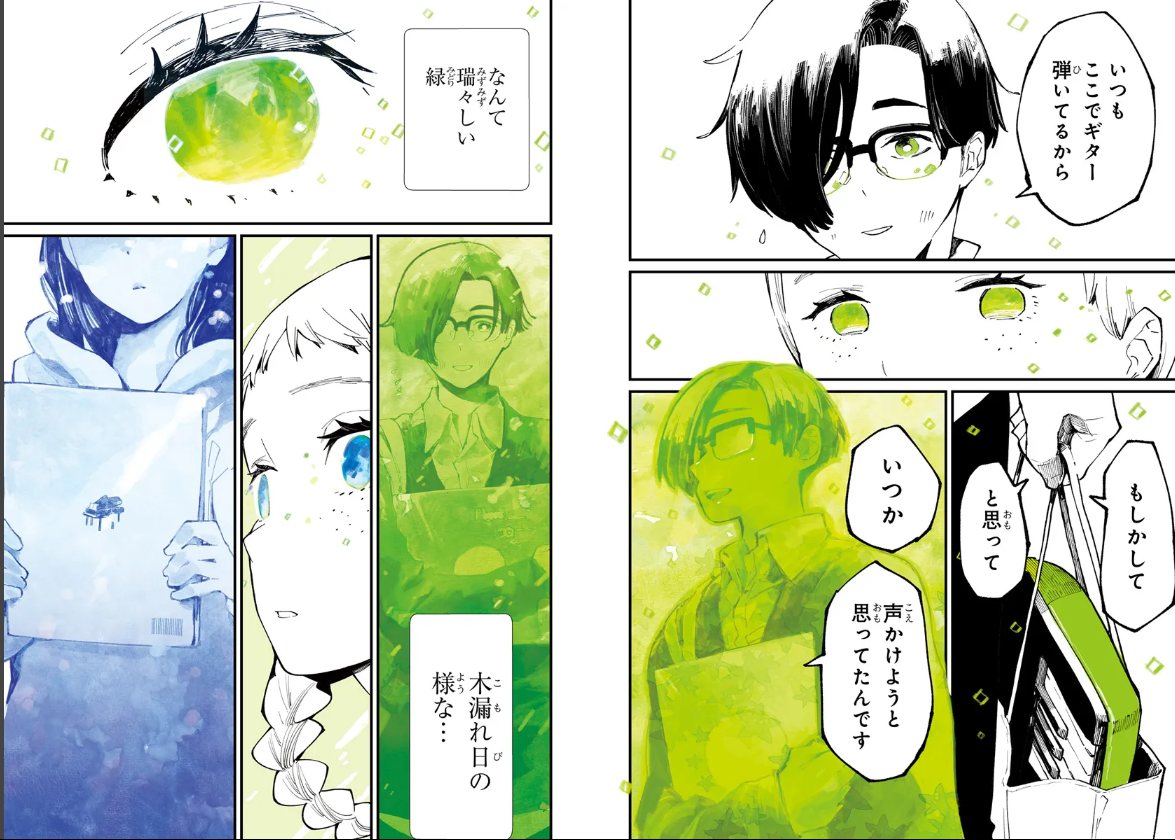 いつも
ここでギター
弾いてるから
もしかして
と思って
いつか
声かけようと
思ってたんです
なんて
瑞々しい
緑
木漏れ日の
様な…